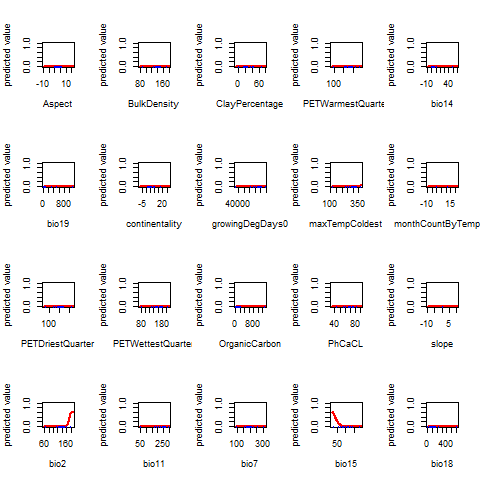 predicted value 0.0 1.0 -10 10 Aspect
predicted value 0.0 1.0 80 160 BulkDensity
predicted value 0.0 1.0 0 60 ClayPercentage
predicted value 0.0 1.0 100 PETWarmestQuarte
predicted value 0.0 1.0 -10 40 bio14
predicted value 0.0 1.0 0 800 bio19
predicted value 0.0 1.0 -5 20 continentality
predicted value 0.0 1.0 40000 growingDegDays0
predicted value 0.0 1.0 100 350 maxTempColdest
predicted value 0.0 1.0 -10 15 monthCountByTemp
predicted value 0.0 1.0 100 PETDriestQuarter
predicted value 0.0 1.0 80 180 PETWettestQuarte
predicted value 0.0 1.0 0 800 OrganicCarbon
predicted value 0.0 1.0 40 80 PhCaCL
predicted value 0.0 1.0 -10 5 slope
predicted value 0.0 1.0 60 160 bio2
predicted value 0.0 1.0 50 250 bio11
predicted value 0.0 1.0 100 300 bio7
predicted value 0.0 1.0 50 bio15
predicted value 0.0 1.0 0 400 bio18